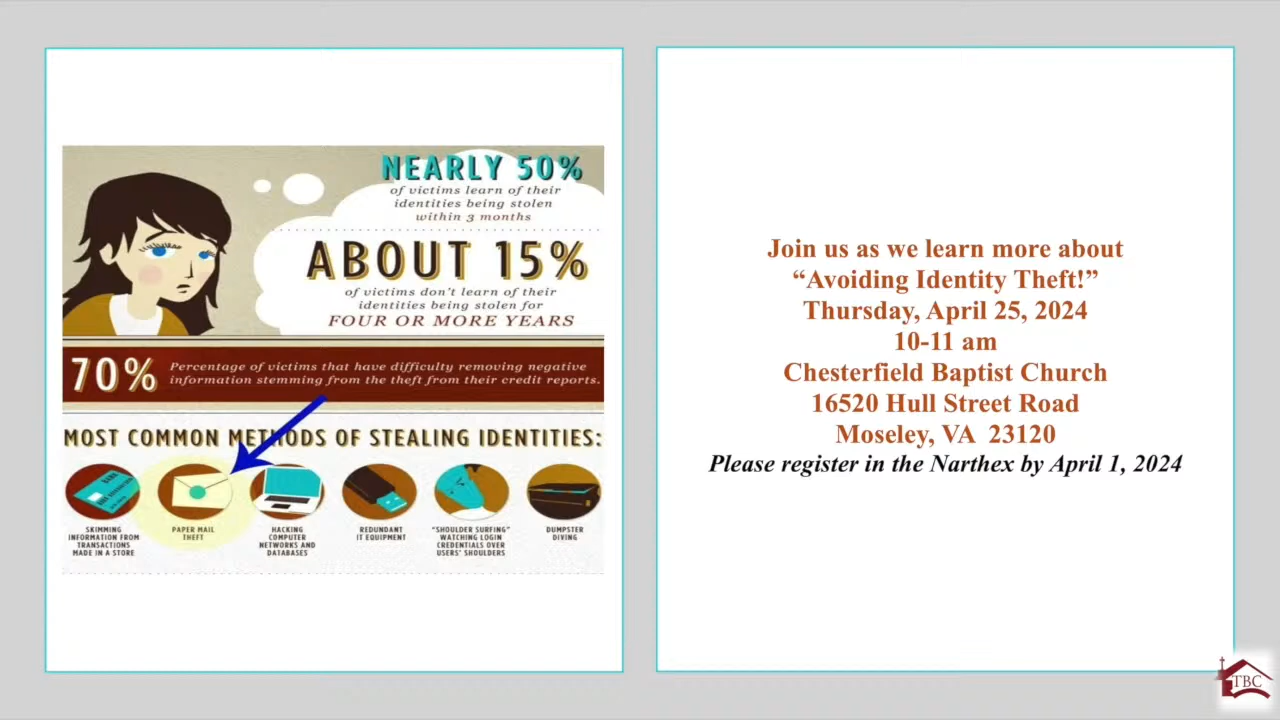 NEARLY 50%
of victims learn of their
identities being stolen
within 3 months
ABOUT 15%
of victims don't learn of their
identities being stolen for
FOUR OR MORE YEARS
70%
Percentage of victims that have difficulty removing negative
information stemming from the theft from their credit reports.
MOST COMMON METHODS OF STEALING IDENTITIES:
SKIMMING
INFORMATION FROM
TRANSACTIONS
MADE IN A STORE
PAPER MAIL
THEFT
HACKING
COMPUTER
NETWORKS AND
DATABASES
REDUNDANT
IT EQUIPMENT
"SHOULDER SURFING"
WATCHING LOGIN
CREDENTIALS OVER
USERS' SHOULDERS
DUMPSTER
DIVING
Join us as we learn more about
“Avoiding Identity Theft!”
Thursday, April 25, 2024
10-11 am
Chesterfield Baptist Church
16520 Hull Street Road
Moseley, VA  23120
Please register in the Narthex by April 1, 2024
TBC